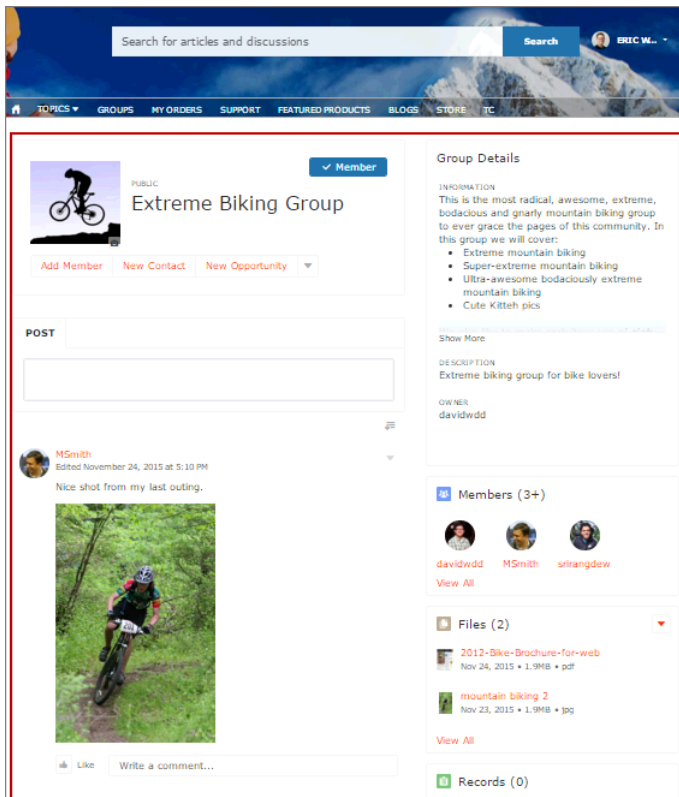 Search for articles and discussions
Search
ERIC W...
TOPICS
GROUPS
MY ORDERS
SUPPORT
FEATURED PRODUCTS
BLOGS
STORE
TC
PUBLIC
Extreme Biking Group
Member
Add Member
New Contact
New Opportunity
POST
MSmith
Edited November 24, 2015 at 5:10 PM
Nice shot from my last outing.
Like
Write a comment...
Group Details
INFORMATION
This is the most radical, awesome, extreme,
bodacious and gnarly mountain biking group
to ever grace the pages of this community. In
this group we will cover:
• Extreme mountain biking
• Super-extreme mountain biking
• Ultra-awesome bodaciously extreme
mountain biking
• Cute Kitteh pics
Show More
DESCRIPTION
Extreme biking group for bike lovers!
OWNER
davidwdd
Members (3+)
davidwdd
MSmith
srirangdew
View All
Files (2)
2012-Bike-Brochure-for-web
Nov 24, 2015 • 1.9MB • pdf
mountain biking 2
Nov 23, 2015 • 1.9MB • jpg
View All
Records (0)